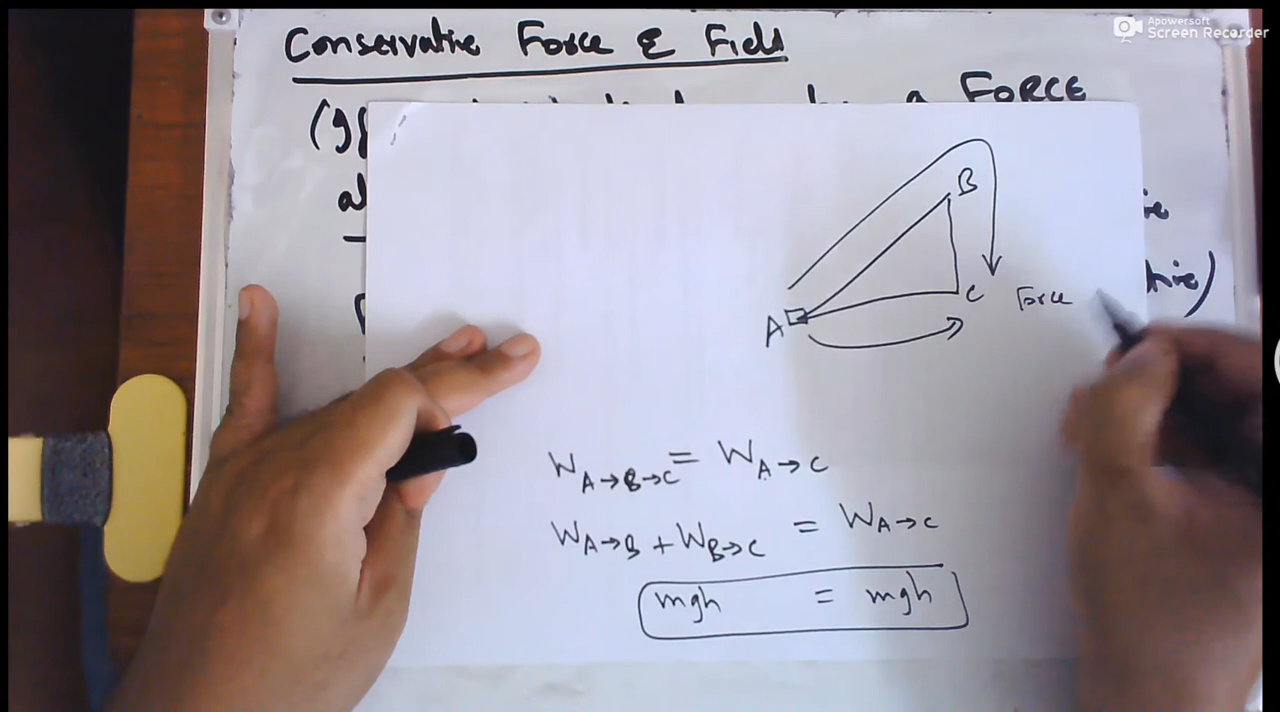 Apowersoft
Screen Recorder
Conservative Force & Field
a FORCE
B
C
Force
A
W A→B→C = W A→C
W A→B + W B→C = W A→C
mgh = mgh